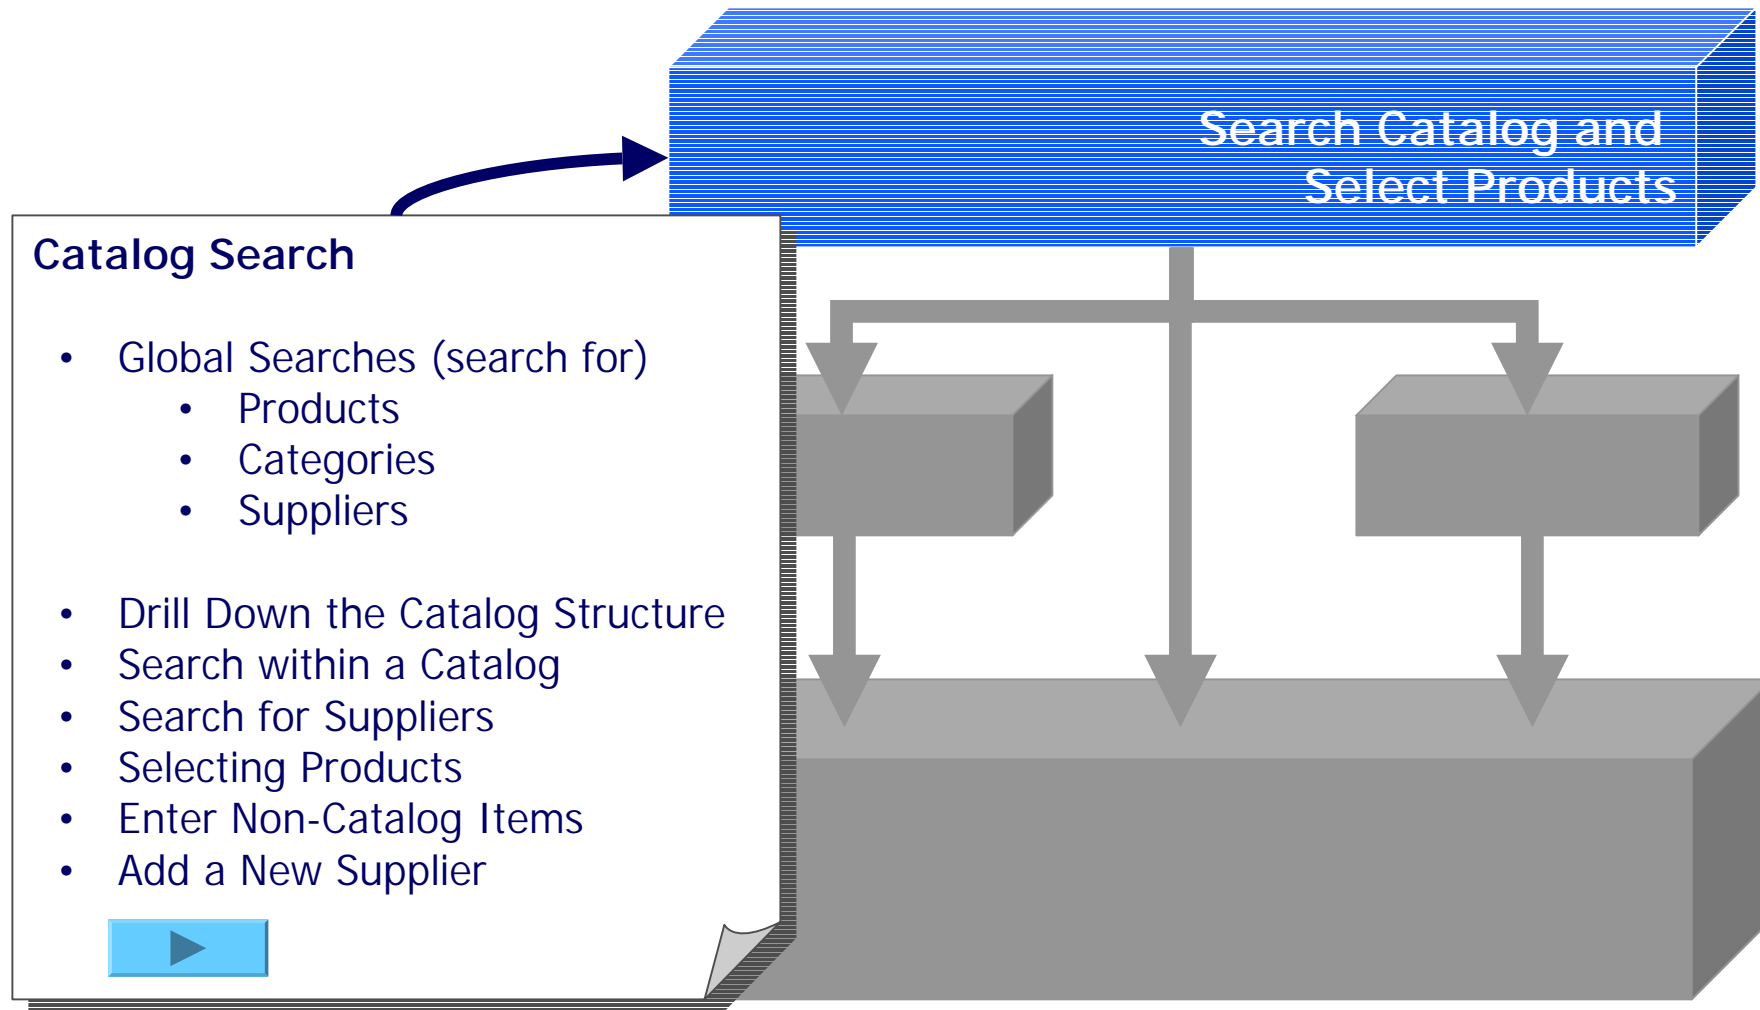 Search Catalog and
Select Products
Catalog Search
• Global Searches (search for)
• Products
• Categories
• Suppliers
• Drill Down the Catalog Structure
• Search within a Catalog
• Search for Suppliers
• Selecting Products
• Enter Non-Catalog Items
• Add a New Supplier